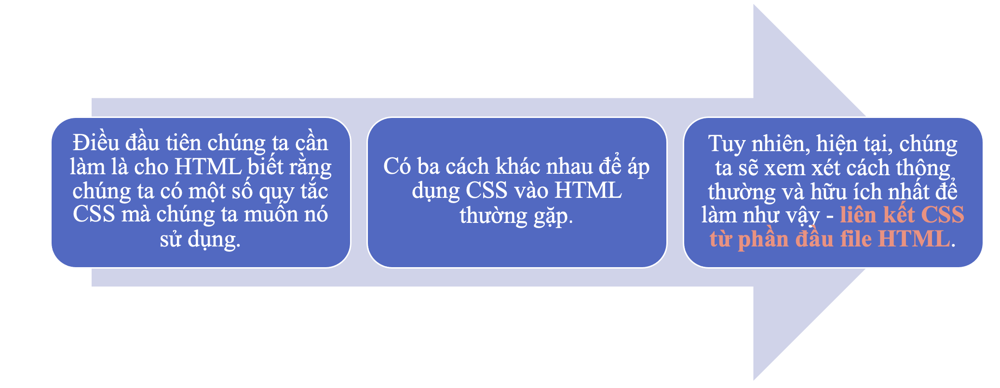 Điều đầu tiên chúng ta cần
làm là cho HTML biết rằng
chúng ta có một số quy tắc
CSS mà chúng ta muốn nó
sử dụng.
Có ba cách khác nhau để áp
dụng CSS vào HTML
thường gặp.
Tuy nhiên, hiện tại, chúng
ta sẽ xem xét cách thông
thường và hữu ích nhất để
làm như vậy - liên kết CSS
từ phần đầu file HTML.